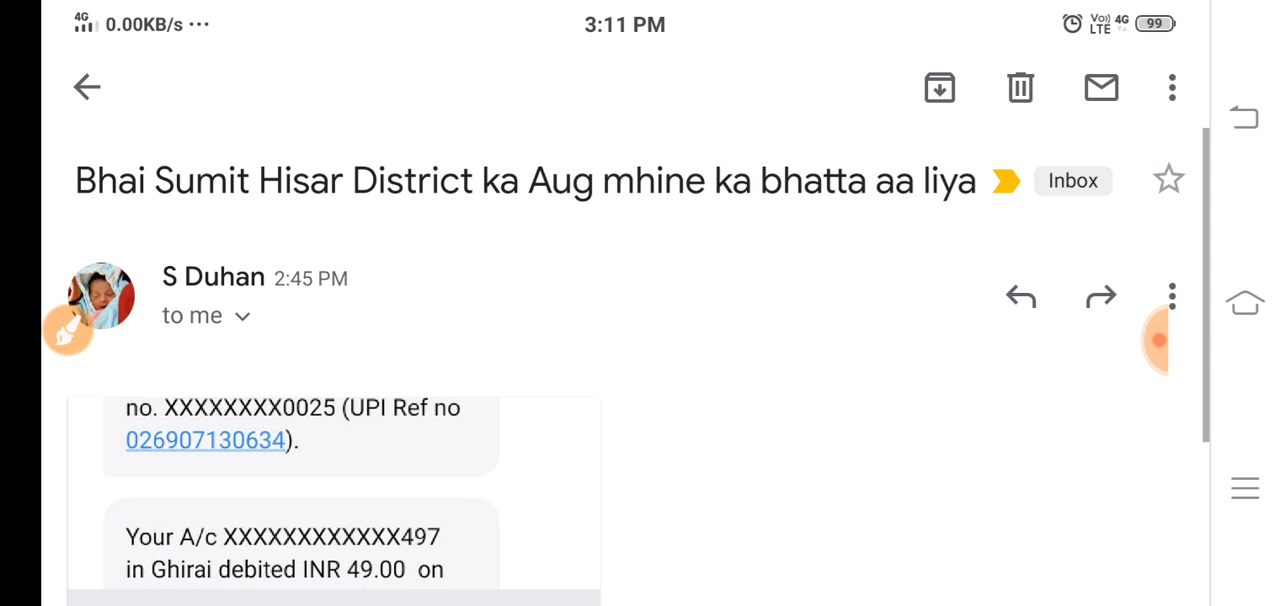 4G 0.00KB/s ... 3:11 PM Vo) LTE 4G 99
Bhai Sumit Hisar District ka Aug mhine ka bhatta aa liya Inbox
S Duhan 2:45 PM
to me
no. XXXXXXXX0025 (UPI Ref no
026907130634).
Your A/c XXXXXXXXXXXX497
in Ghirai debited INR 49.00 on